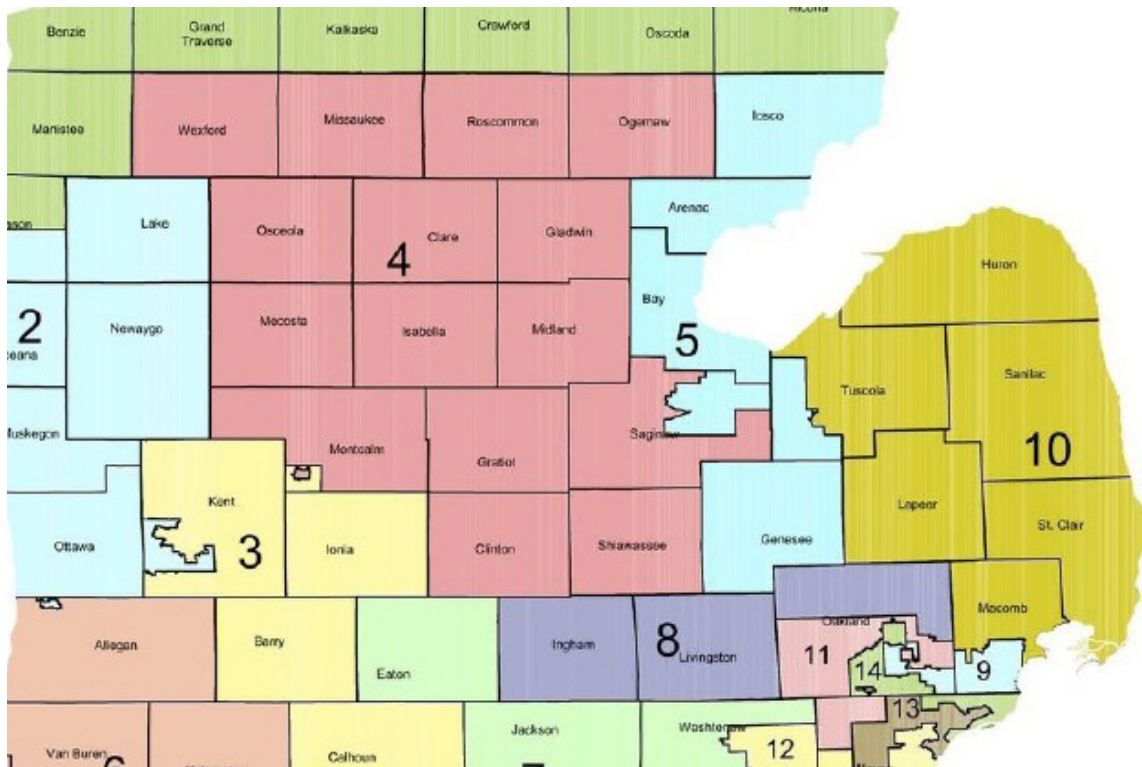 Benzie
Grand
Traverse
Kalkaska
Crawford
Oscoda
Manistee
Wexford
Missaukee
Roscommon
Ogemaw
Iosco
Lake
Osceola
4
Clare
Gladwin
Arenac
Huron
2
Newaygo
Mecosta
Isabella
Midland
Bay
5
Tuscola
Sanilac
10
Montcalm
Gratiot
Saginaw
Kent
3
Ionia
Clinton
Shiawassee
Genesee
Lapeer
St. Clair
Ottawa
Allegan
Barry
Eaton
Ingham
8
Livingston
Oakland
11
14
9
Macomb
Van Buren
Calhoun
Jackson
Washtenaw
12
13